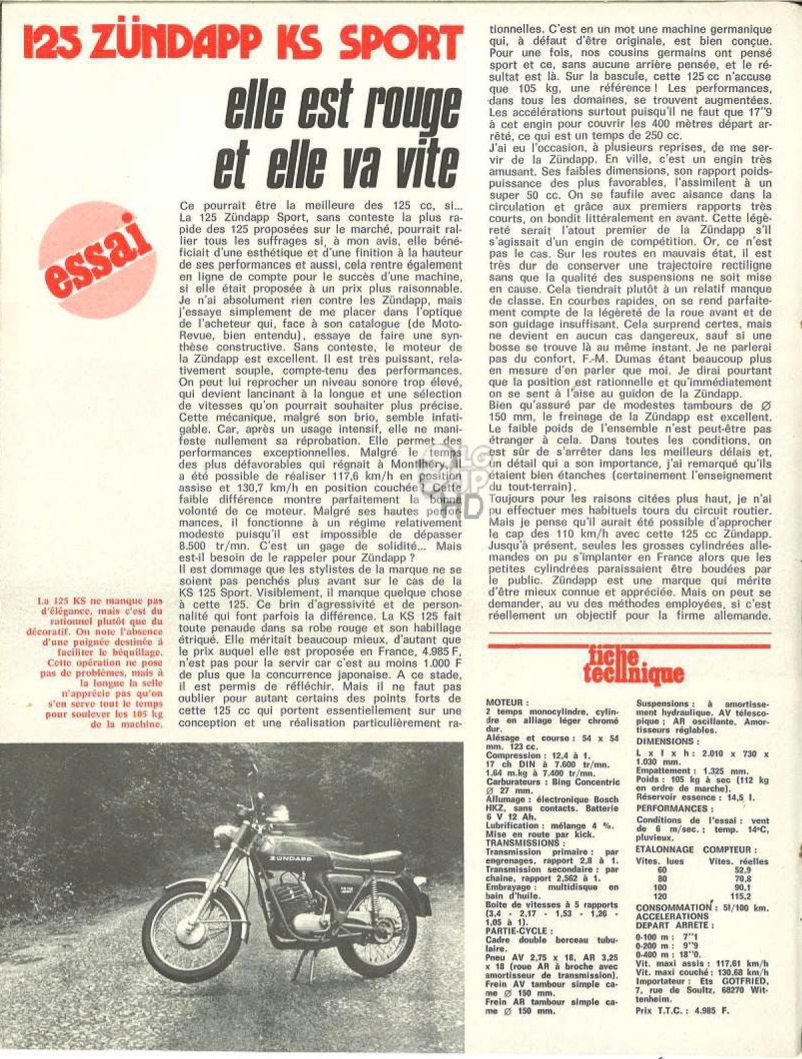 125 ZÜNDAPP KS SPORT
elle est rouge
et elle va vite
essai
Ce pourrait être la meilleure des 125 cc, si...
La 125 Zündapp Sport, sans conteste la plus ra-
pide des 125 proposées sur le marché, pourrait ral-
lier tous les suffrages si, à mon avis, elle béné-
ficiait d'une esthétique et d'une finition à la hauteur
de ses performances et aussi, cela rentre également
en ligne de compte pour le succès d'une machine,
si elle était proposée à un prix plus raisonnable.
Je n'ai absolument rien contre les Zündapp, mais
j'essaye simplement de me placer dans l'optique
de l'acheteur qui, face à son catalogue (de Moto-
Revue, bien entendu), essaye de faire une syn-
thèse constructive. Sans conteste, le moteur de
la Zündapp est excellent. Il est très puissant, rela-
tivement souple, compte-tenu des performances.
On peut lui reprocher un niveau sonore trop élevé,
qui devient lancinant à la longue et une sélection
de vitesses qu'on pourrait souhaiter plus précise.
Cette mécanique, malgré son brio, semble infati-
gable. Car, après un usage intensif, elle ne mani-
feste nullement sa réprobation. Elle permet des
performances exceptionnelles. Malgré le temps
des plus défavorables qui régnait à Montlhéry, il
a été possible de réaliser 117,6 km/h en position
assise et 130,7 km/h en position couchée. Cette
faible différence montre parfaitement la bonne
volonté de ce moteur. Malgré ses hautes perfor-
mances, il fonctionne à un régime relativement
modeste puisqu'il est impossible de dépasser
8.500 tr/mn. C'est un gage de solidité... Mais
est-il besoin de le rappeler pour Zündapp ?
Il est dommage que les stylistes de la marque ne se
soient pas penchés plus avant sur le cas de la
KS 125 Sport. Visiblement, il manque quelque chose
à cette 125. Ce brin d'agressivité et de person-
nalité qui font parfois la différence. La KS 125 fait
toute penaude dans sa robe rouge et son habillage
étriqué. Elle méritait beaucoup mieux, d'autant que
le prix auquel elle est proposée en France, 4.985 F,
n'est pas pour la servir car c'est au moins 1.000 F
de plus que la concurrence japonaise. A ce stade,
il est permis de réfléchir. Mais il ne faut pas
oublier pour autant certains des points forts de
cette 125 cc qui portent essentiellement sur une
conception et une réalisation particulièrement ra-
La 125 KS ne manque pas
d'élégance, mais c'est du
rationnel plutôt que du
décoratif. On note l'absence
d'une poignée destinée à
faciliter le béquillage.
Cette opération ne pose
pas de problèmes, mais à
la longue la selle
n'apprécie pas qu'on
s'en serve tout le temps
pour soulever les 105 kg
de la machine.
ZÜNDAPP
tionnelles. C'est en un mot une machine germanique
qui, à défaut d'être originale, est bien conçue.
Pour une fois, nos cousins germains ont pensé
sport et ce, sans aucune arrière pensée, et le ré-
sultat est là. Sur la bascule, cette 125 cc n'accuse
que 105 kg, une référence ! Les performances,
dans tous les domaines, se trouvent augmentées.
Les accélérations surtout puisqu'il ne faut que 17"9
à cet engin pour couvrir les 400 mètres départ ar-
rêté, ce qui est un temps de 250 cc.
J'ai eu l'occasion, à plusieurs reprises, de me ser-
vir de la Zündapp. En ville, c'est un engin très
amusant. Ses faibles dimensions, son rapport poids-
puissance des plus favorables, l'assimilent à un
super 50 cc. On se faufile avec aisance dans la
circulation et grâce aux premiers rapports très
courts, on bondit littéralement en avant. Cette légè-
reté serait l'atout premier de la Zündapp s'il
s'agissait d'un engin de compétition. Or, ce n'est
pas le cas. Sur les routes en mauvais état, il est
très dur de conserver une trajectoire rectiligne
sans que la qualité des suspensions ne soit mise
en cause. Cela tiendrait plutôt à un relatif manque
de classe. En courbes rapides, on se rend parfaite-
ment compte de la légèreté de la roue avant et de
son guidage insuffisant. Cela surprend certes, mais
ne devient en aucun cas dangereux, sauf si une
bosse se trouve là au même instant. Je ne parlerai
pas du confort, F.-M. Dumas étant beaucoup plus
en mesure d'en parler que moi. Je dirai pourtant
que la position est rationnelle et qu'immédiatement
on se sent à l'aise au guidon de la Zündapp.
Bien qu'assuré par de modestes tambours de Ø
150 mm, le freinage de la Zündapp est excellent.
Le faible poids de l'ensemble n'est peut-être pas
étranger à cela. Dans toutes les conditions, on
est sûr de s'arrêter dans les meilleurs délais et,
un détail qui a son importance, j'ai remarqué qu'ils
étaient bien étanches (certainement l'enseignement
du tout-terrain).
Toujours pour les raisons citées plus haut, je n'ai
pu effectuer mes habituels tours du circuit routier.
Mais je pense qu'il aurait été possible d'approcher
le cap des 110 km/h avec cette 125 cc Zündapp.
Jusqu'à présent, seules les grosses cylindrées alle-
mandes on pu s'implanter en France alors que les
petites cylindrées paraissaient être boudées par
le public. Zündapp est une marque qui mérite
d'être mieux connue et appréciée. Mais on peut se
demander, au vu des méthodes employées, si c'est
réellement un objectif pour la firme allemande.
fiche
technique
MOTEUR :
2 temps monocylindre, cylin-
dre en alliage léger chromé
dur.
Alésage et course : 54 x 54
mm. 123 cc.
Compression : 12,4 à 1.
17 ch DIN à 7.600 tr/mn.
1,64 m.kg à 7.400 tr/mn.
Carburateurs : Bing Concentric
Ø 27 mm.
Allumage : électronique Bosch
HKZ, sans contacts. Batterie
6 V 12 Ah.
Lubrification : mélange 4 %.
Mise en route par kick.
TRANSMISSIONS :
Transmission primaire : par
engrenages, rapport 2,8 à 1.
Transmission secondaire : par
chaine, rapport 2,562 à 1.
Embrayage : multidisque en
bain d'huile.
Boite de vitesses à 5 rapports
(3,4 - 2,17 - 1,53 - 1,26 -
1,05 à 1).
PARTIE-CYCLE :
Cadre double berceau tubu-
laire.
Pneu AV 2,75 x 18, AR 3,25
x 18 (roue AR à broche avec
amortisseur de transmission).
Frein AV tambour simple ca-
me Ø 150 mm.
Frein AR tambour simple ca-
me Ø 150 mm.
Suspensions : à amortisse-
ment hydraulique. AV télesco-
pique ; AR oscillante. Amor-
tisseurs réglables.
DIMENSIONS :
L x l x h : 2.010 x 730 x
1.030 mm.
Empattement : 1.325 mm.
Poids : 105 kg à sec (112 kg
en ordre de marche).
Réservoir essence : 14,5 l.
PERFORMANCES :
Conditions de l'essai : vent
de 6 m/sec. ; temp. 14°C,
pluvieux.
ETALONNAGE COMPTEUR :
Vites. lues Vites. réelles
60 52,9
80 70,8
100 90,1
120 115,2
CONSOMMATION : 5l/100 km.
ACCELERATIONS
DEPART ARRETE :
0-100 m : 7"1
0-200 m : 9"9
0-400 m : 18"0.
Vit. maxi assis : 117,61 km/h
Vit. maxi couché : 130,68 km/h
Importateur : Ets GOTFRIED,
7, rue de Soultz, 68270 Wit-
tenheim.
Prix T.T.C. : 4.985 F.